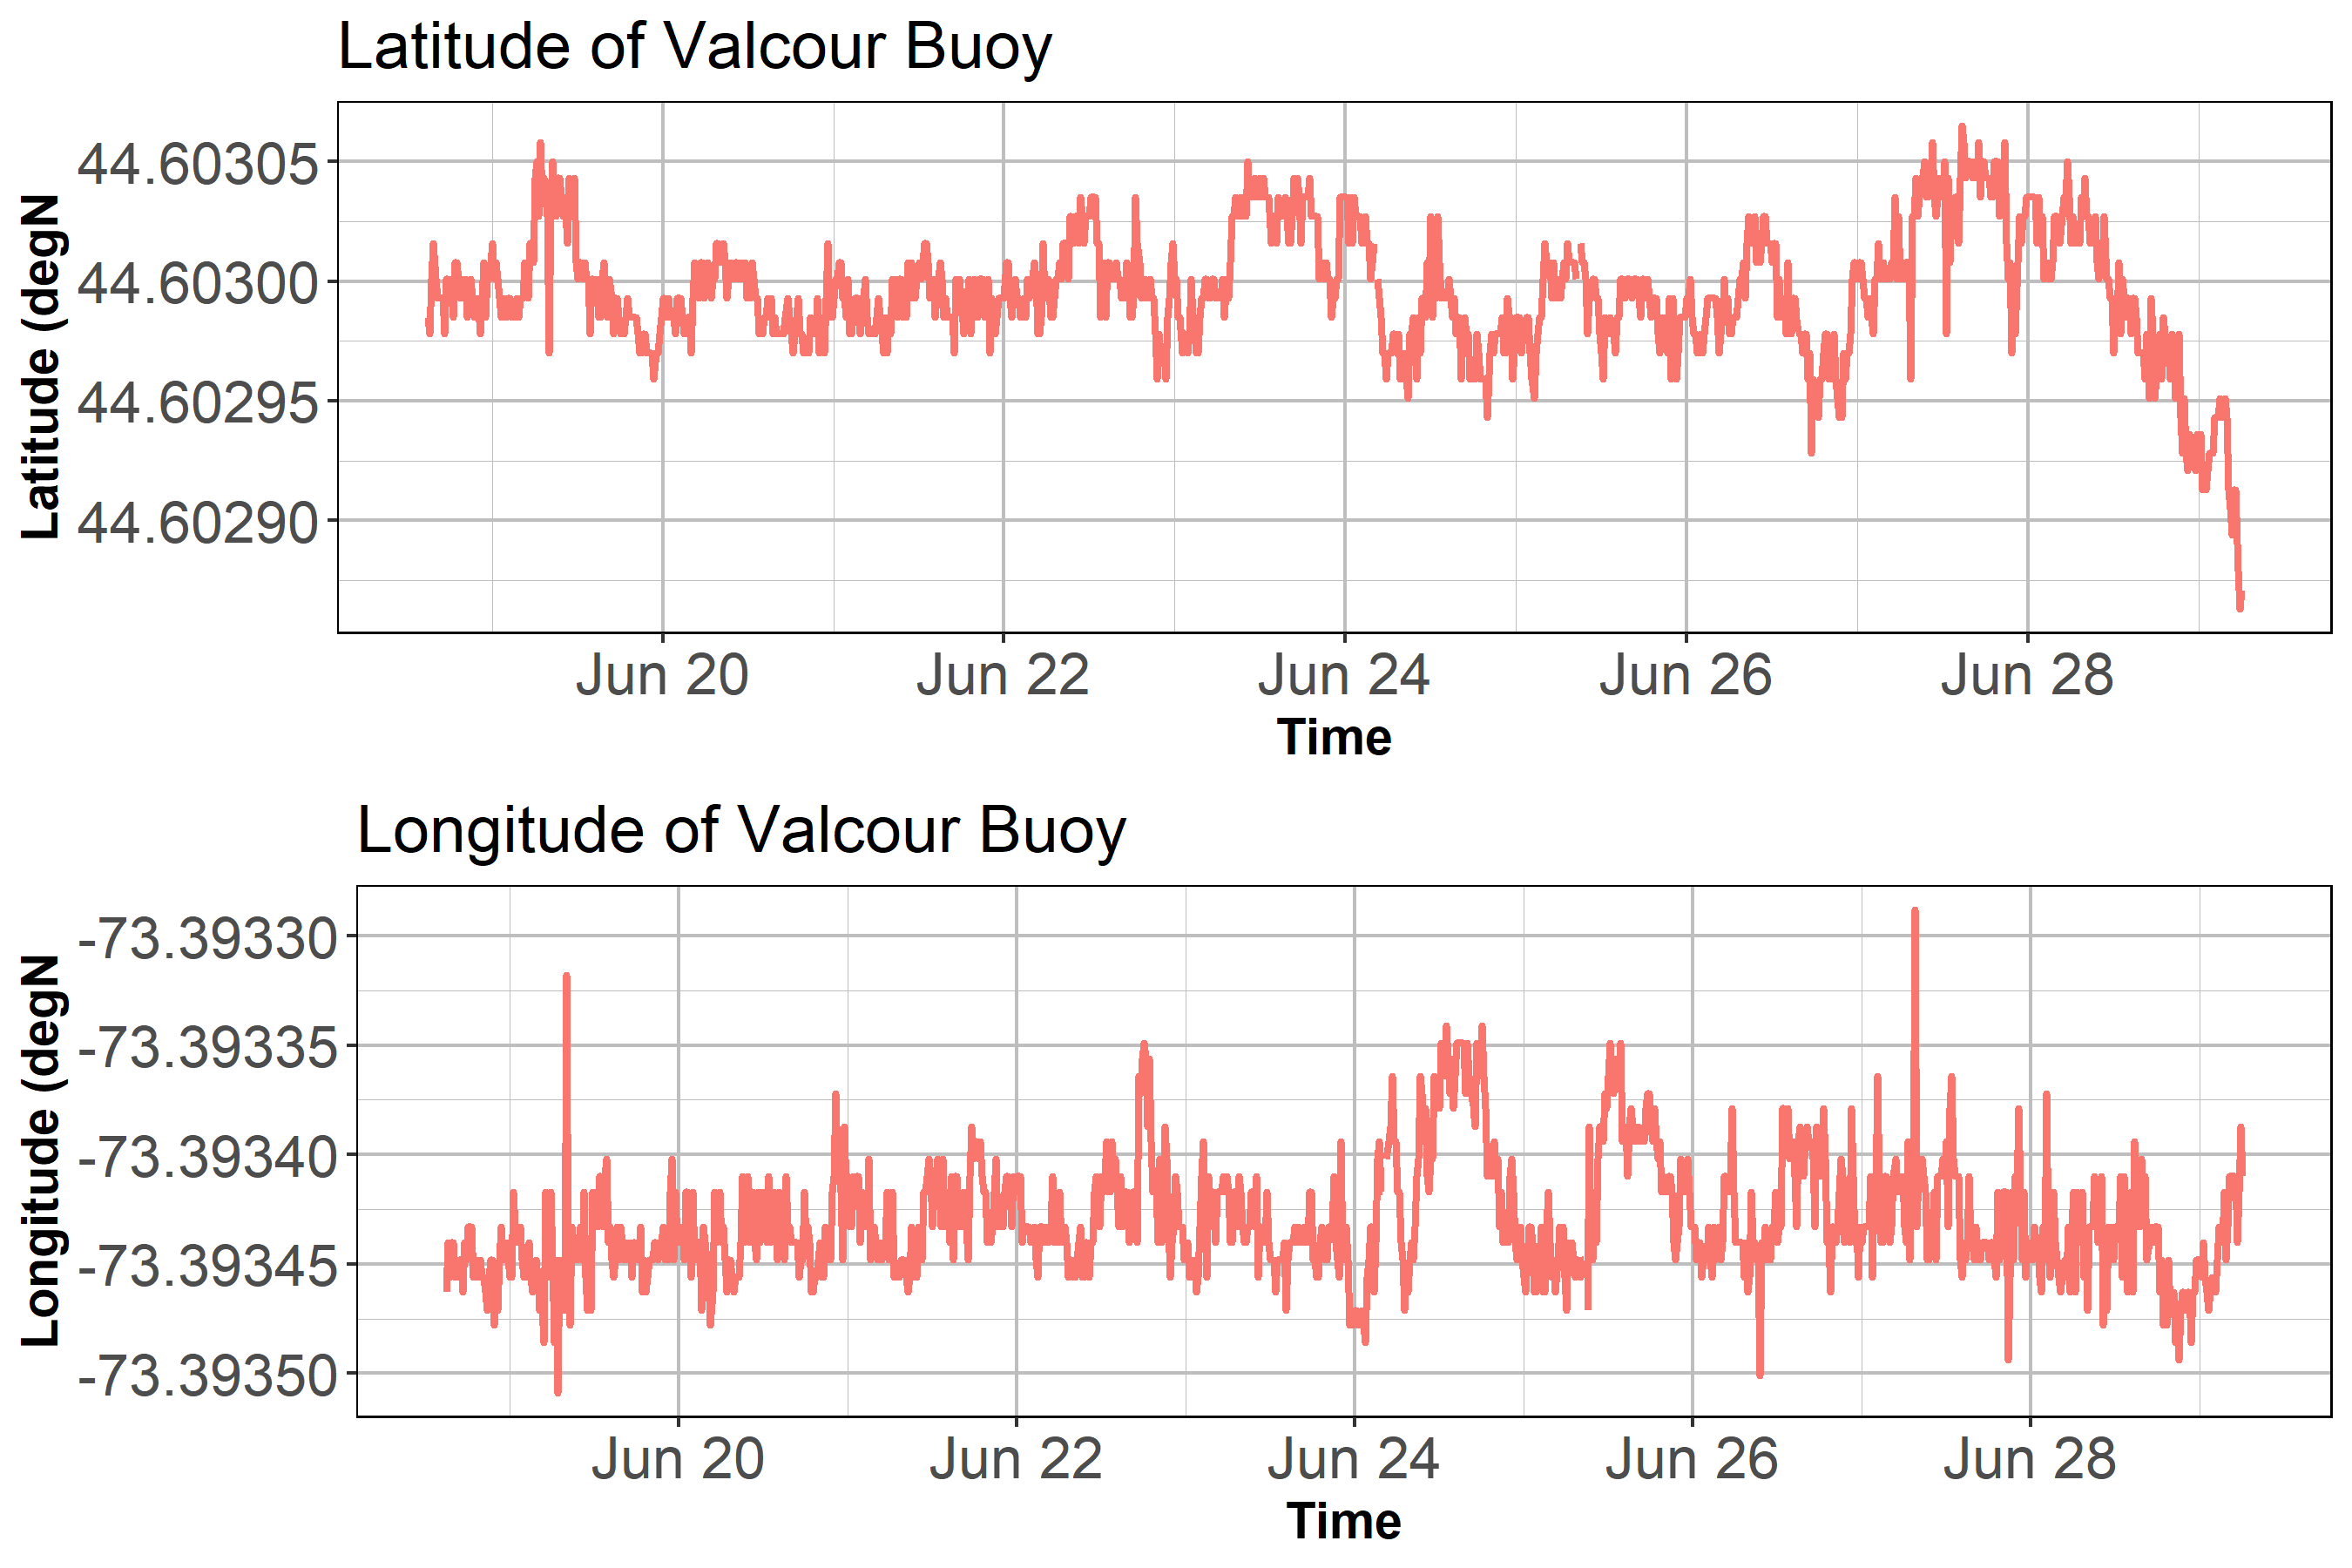 Latitude of Valcour Buoy
Latitude (degN
44.60305
44.60300
44.60295
44.60290
Jun 20 Jun 22 Jun 24 Jun 26 Jun 28
Time
Longitude of Valcour Buoy
Longitude (degN
-73.39330
-73.39335
-73.39340
-73.39345
-73.39350
Jun 20 Jun 22 Jun 24 Jun 26 Jun 28
Time